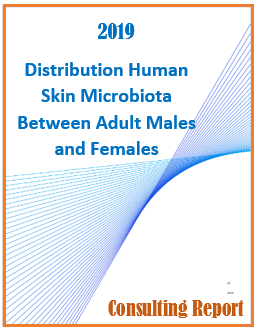 2019
Distribution Human
Skin Microbiota
Between Adult Males
and Females
Consulting Report